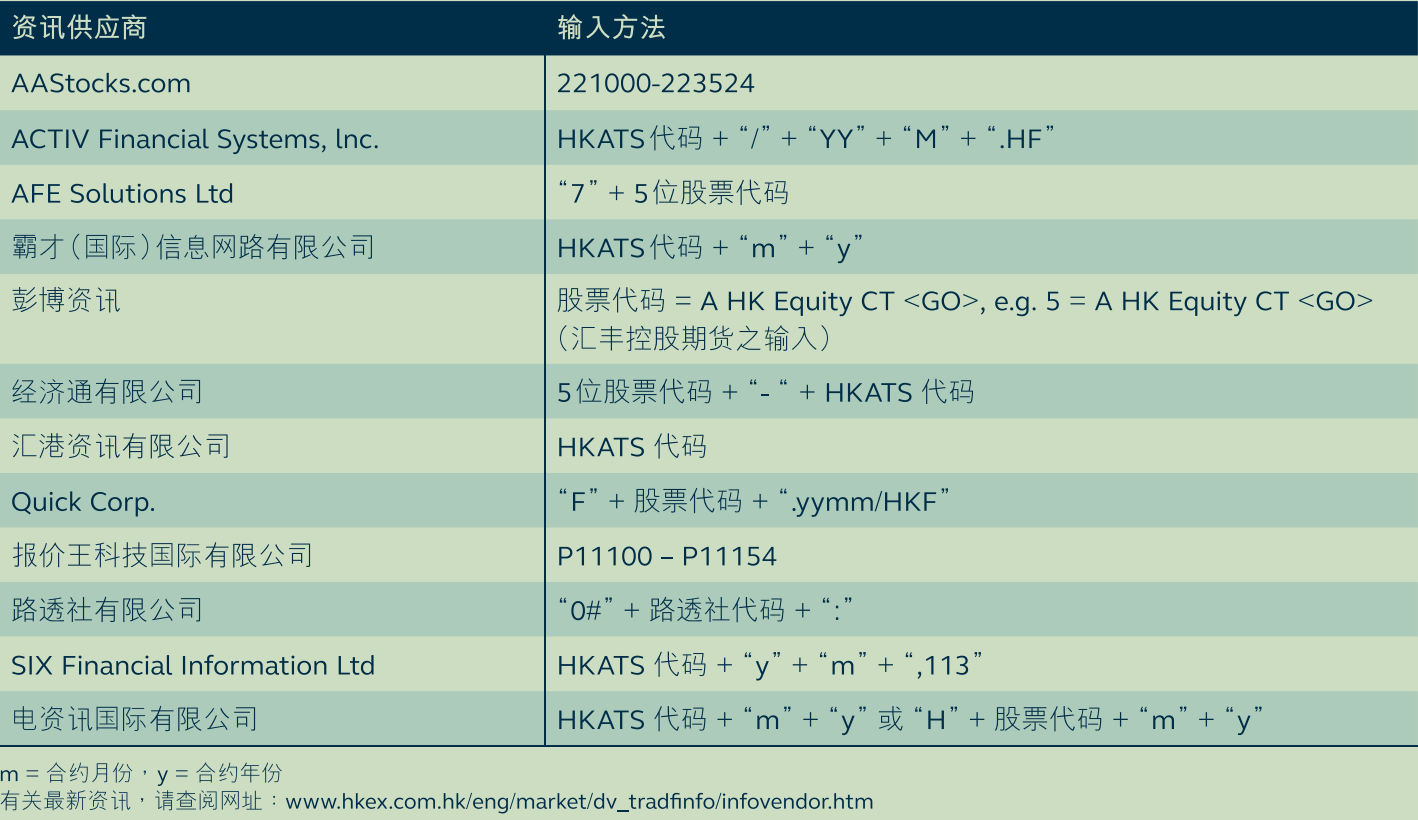 资讯供应商 输入方法
AAStocks.com 221000-223524
ACTIV Financial Systems, lnc. HKATS代码 + “/” + “YY” + “M” + “.HF”
AFE Solutions Ltd “7” + 5位股票代码
霸才(国际)信息网路有限公司 HKATS代码 + “m” + “y”
彭博资讯 股票代码 = A HK Equity CT <GO>, e.g. 5 = A HK Equity CT <GO>
(汇丰控股期货之输入)
经济通有限公司 5位股票代码 + “- “ + HKATS 代码
汇港资讯有限公司 HKATS 代码
Quick Corp. “F” + 股票代码 + “.yymm/HKF”
报价王科技国际有限公司 P11100 – P11154
路透社有限公司 “0#” + 路透社代码 + “:”
SIX Financial Information Ltd HKATS 代码 + “y” + “m” + “,113”
电资讯国际有限公司 HKATS 代码 + “m” + “y” 或 “H” + 股票代码 + “m” + “y”
m = 合约月份，y = 合约年份
有关最新资讯，请查阅网址：www.hkex.com.hk/eng/market/dv_tradfinfo/infovendor.htm